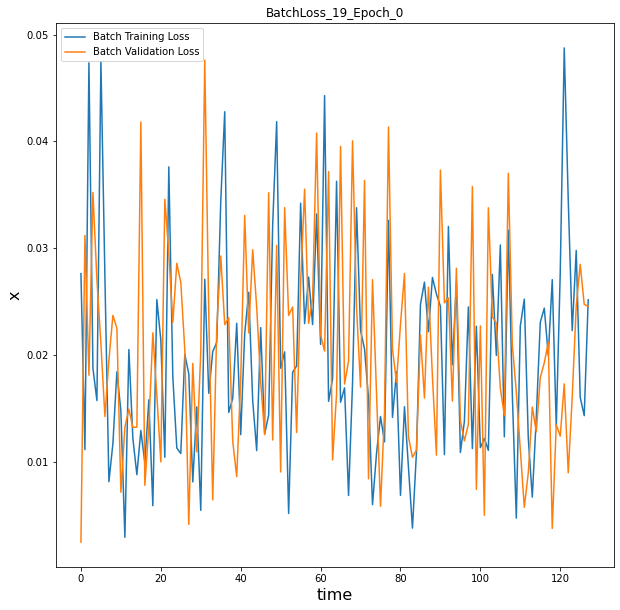 BatchLoss_19_Epoch_0
Batch Training Loss
Batch Validation Loss
0.05
0.04
0.03
0.02
0.01
x
0 20 40 60 80 100 120
time